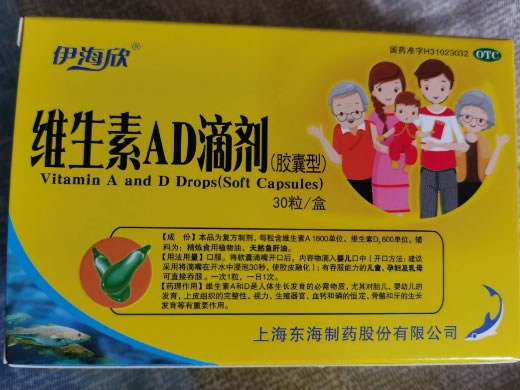 伊海欣®
国药准字H31023032 OTC
维生素AD滴剂(胶囊型)
Vitamin A and D Drops(Soft Capsules)
30粒/盒
【成 份】本品为复方制剂，每粒含维生素A 1800单位、维生素D₂600单位，辅
料为：精炼食用植物油、天然鱼肝油。
【用法用量】口服。将软囊滴嘴开口后，内容物滴入婴儿口中（开口方法：建议
采用将滴嘴在开水中浸泡30秒，使胶皮融化）；有吞服能力的儿童、孕妇及乳母
可直接吞服，一次1粒，一日1次。
【药理作用】维生素A和D是人体生长发育的必需物质，尤其对胎儿、婴幼儿的
发育，上皮组织的完整性，视力，生殖器官，血钙和磷的恒定，骨骼和牙的生长
发育等有重要作用。
上海东海制药股份有限公司